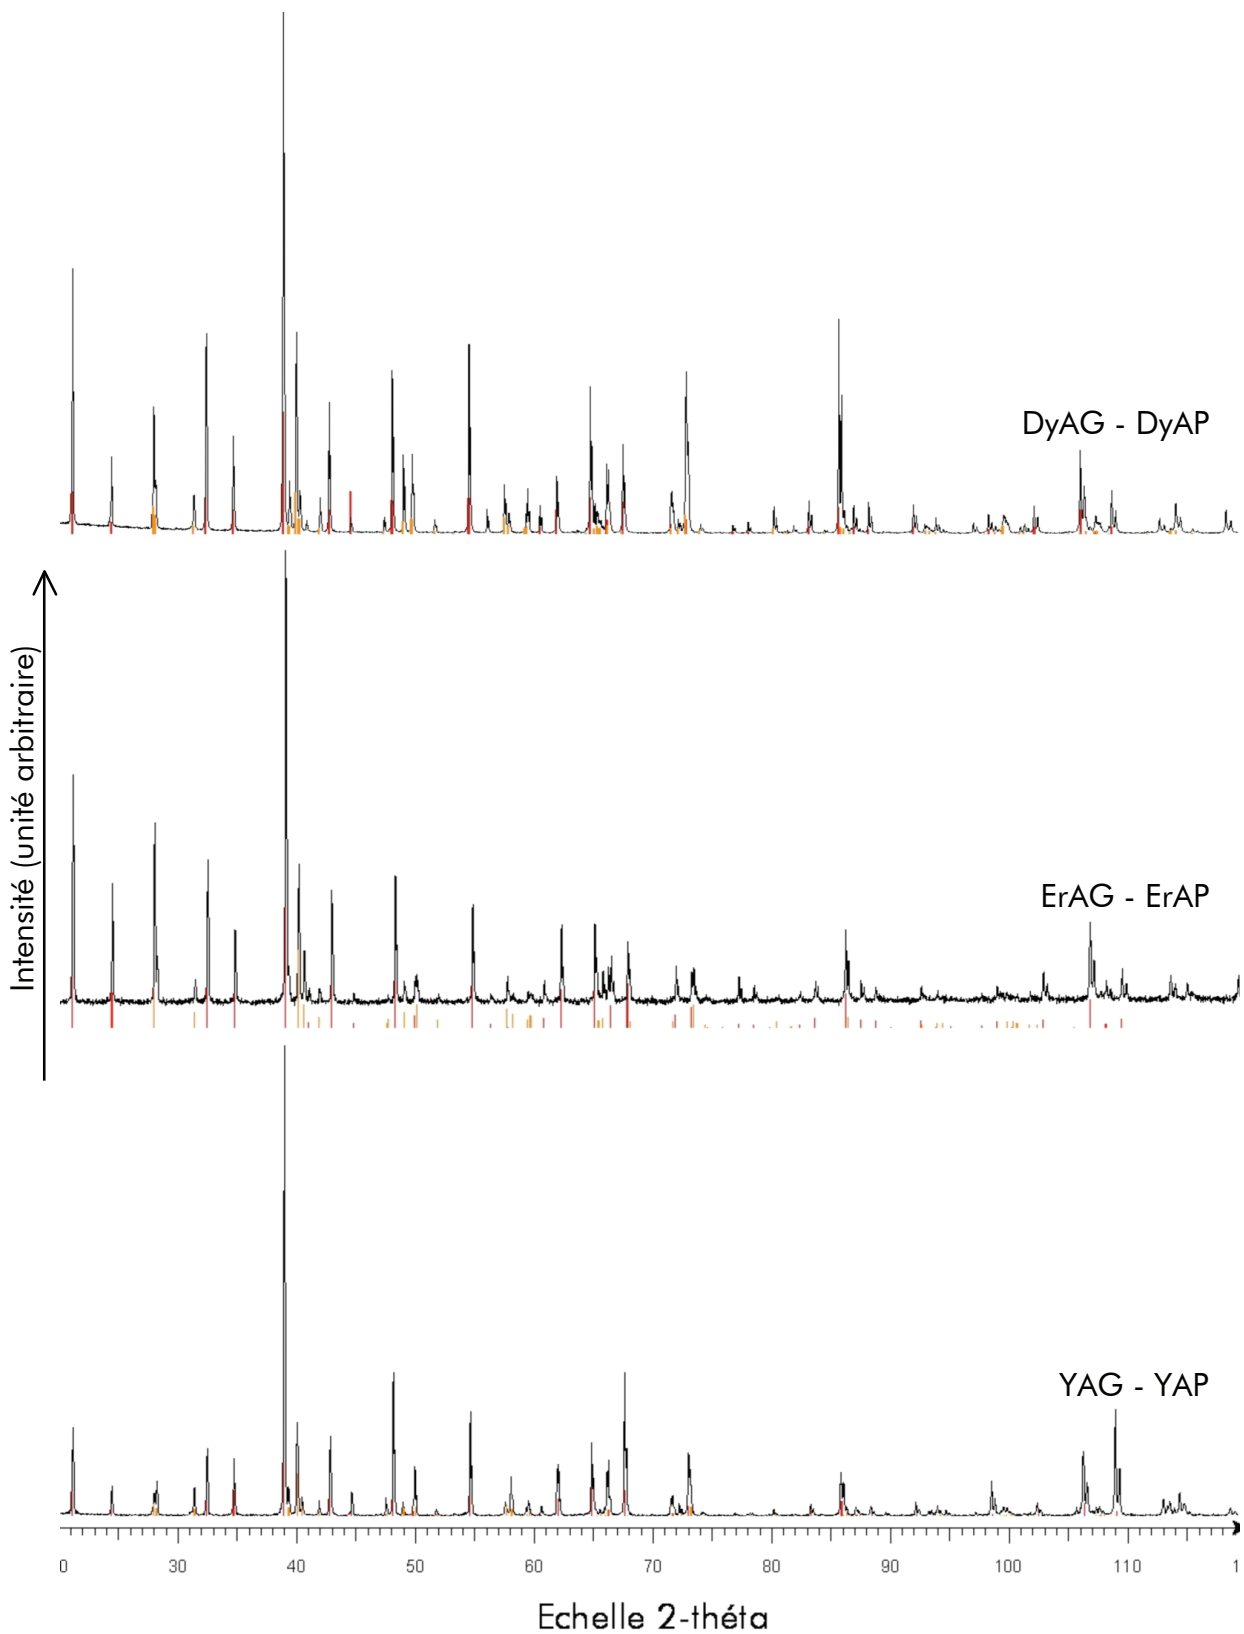 DyAG - DyAP
Intensité (unité arbitraire)
ErAG - ErAP
YAG - YAP
0 30 40 50 60 70 80 90 100 110 1
Echelle 2-théta